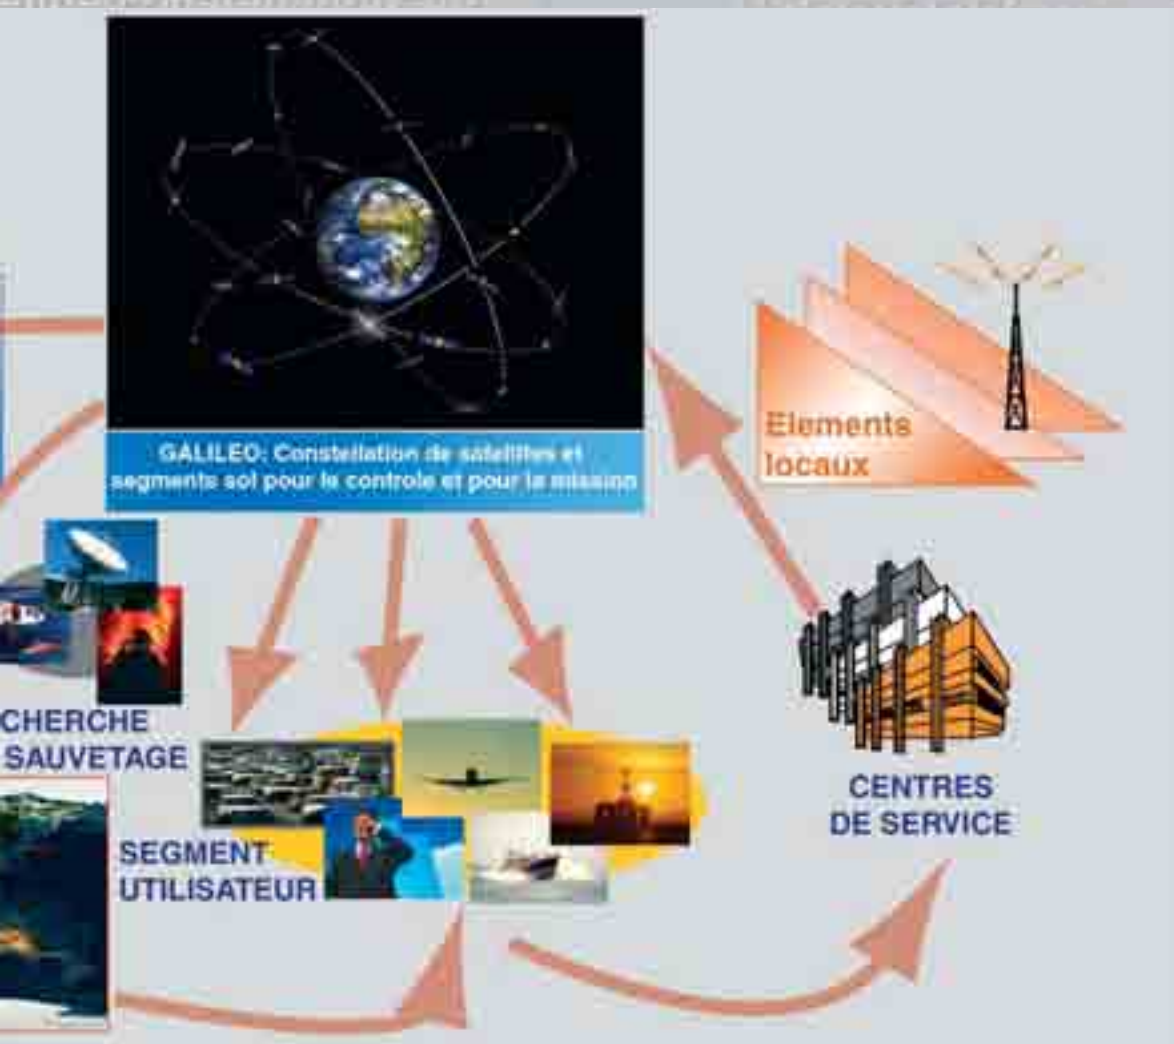 GALILEO: Constellation de satellites et
segments sol pour le controle et pour la mission
Elements
locaux
CHERCHE
SAUVETAGE
CENTRES
DE SERVICE
SEGMENT
UTILISATEUR